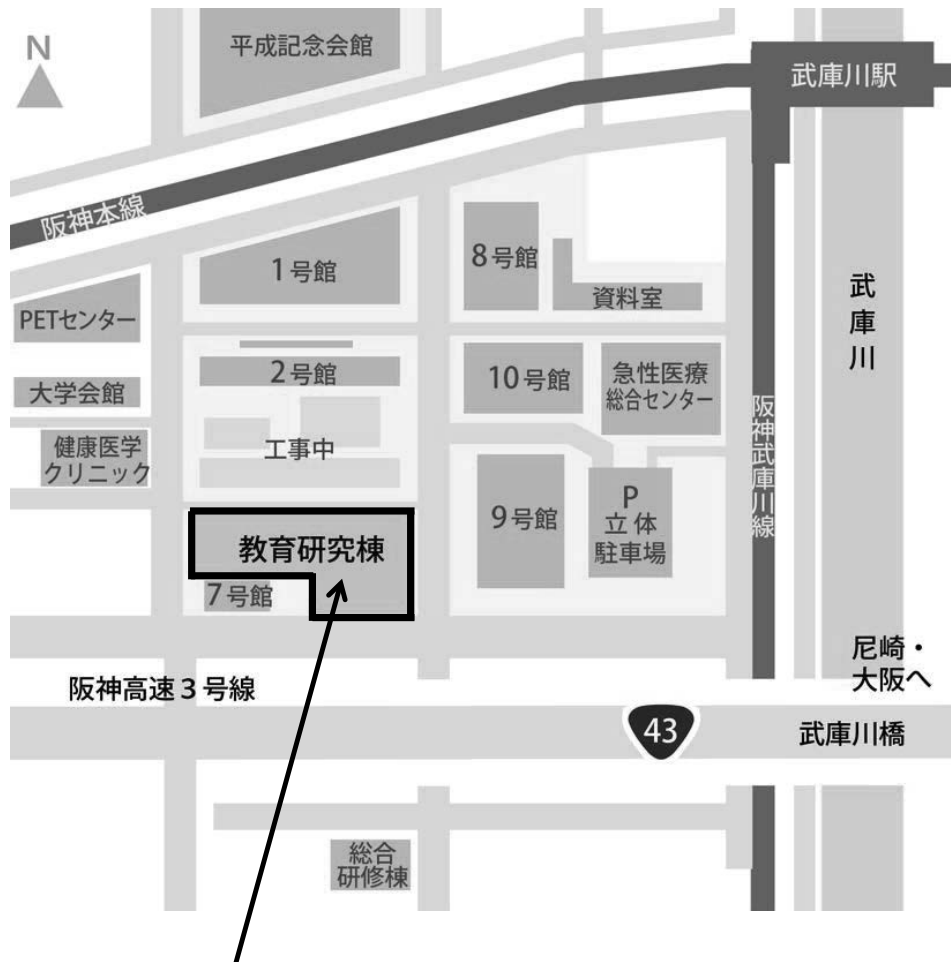 N
平成記念会館
武庫川駅
阪神本線
1号館
8号館
資料室
武庫川
PETセンター
2号館
10号館
急性医療
総合センター
大学会館
阪神武庫川線
健康医学
クリニック
工事中
9号館
P
立体
駐車場
教育研究棟
7号館
尼崎・
大阪へ
阪神高速3号線
43
武庫川橋
総合
研修棟